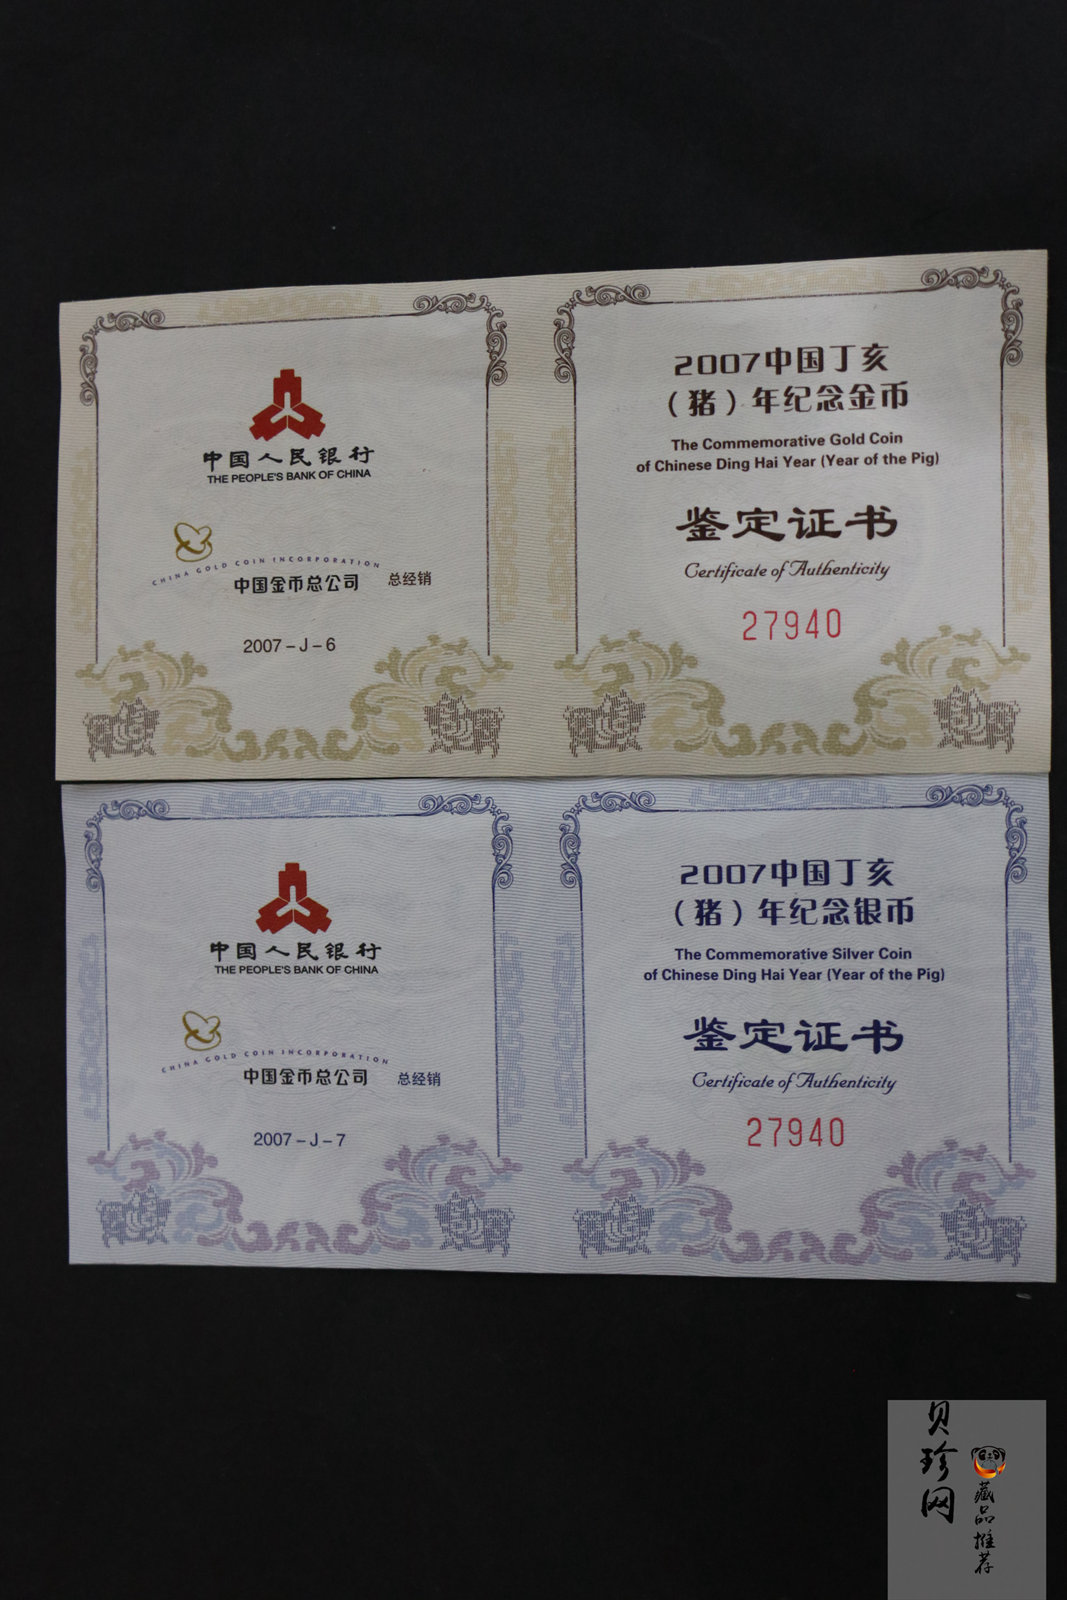 中国人民银行
THE PEOPLE'S BANK OF CHINA
CHINA GOLD COIN INCORPORATION
中国金币总公司 总经销
2007-J-6
2007中国丁亥
（猪）年纪念金币
The Commemorative Gold Coin
of Chinese Ding Hai Year (Year of the Pig)
鉴定证书
Certificate of Authenticity
27940
中国人民银行
THE PEOPLE'S BANK OF CHINA
CHINA GOLD COIN INCORPORATION
中国金币总公司 总经销
2007-J-7
2007中国丁亥
（猪）年纪念银币
The Commemorative Silver Coin
of Chinese Ding Hai Year (Year of the Pig)
鉴定证书
Certificate of Authenticity
27940
贝珍网
藏品推荐